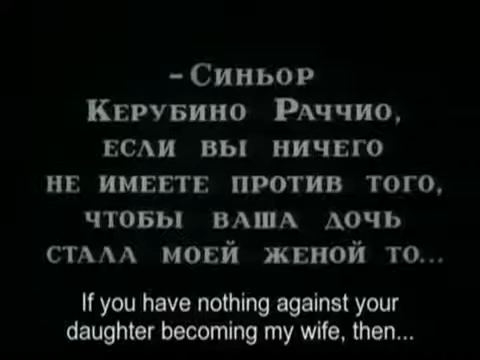 – Синьор
Керубино Раччио,
если вы ничего
не имеете против того,
чтобы ваша дочь
стала моей женой то...
If you have nothing against your
daughter becoming my wife, then...